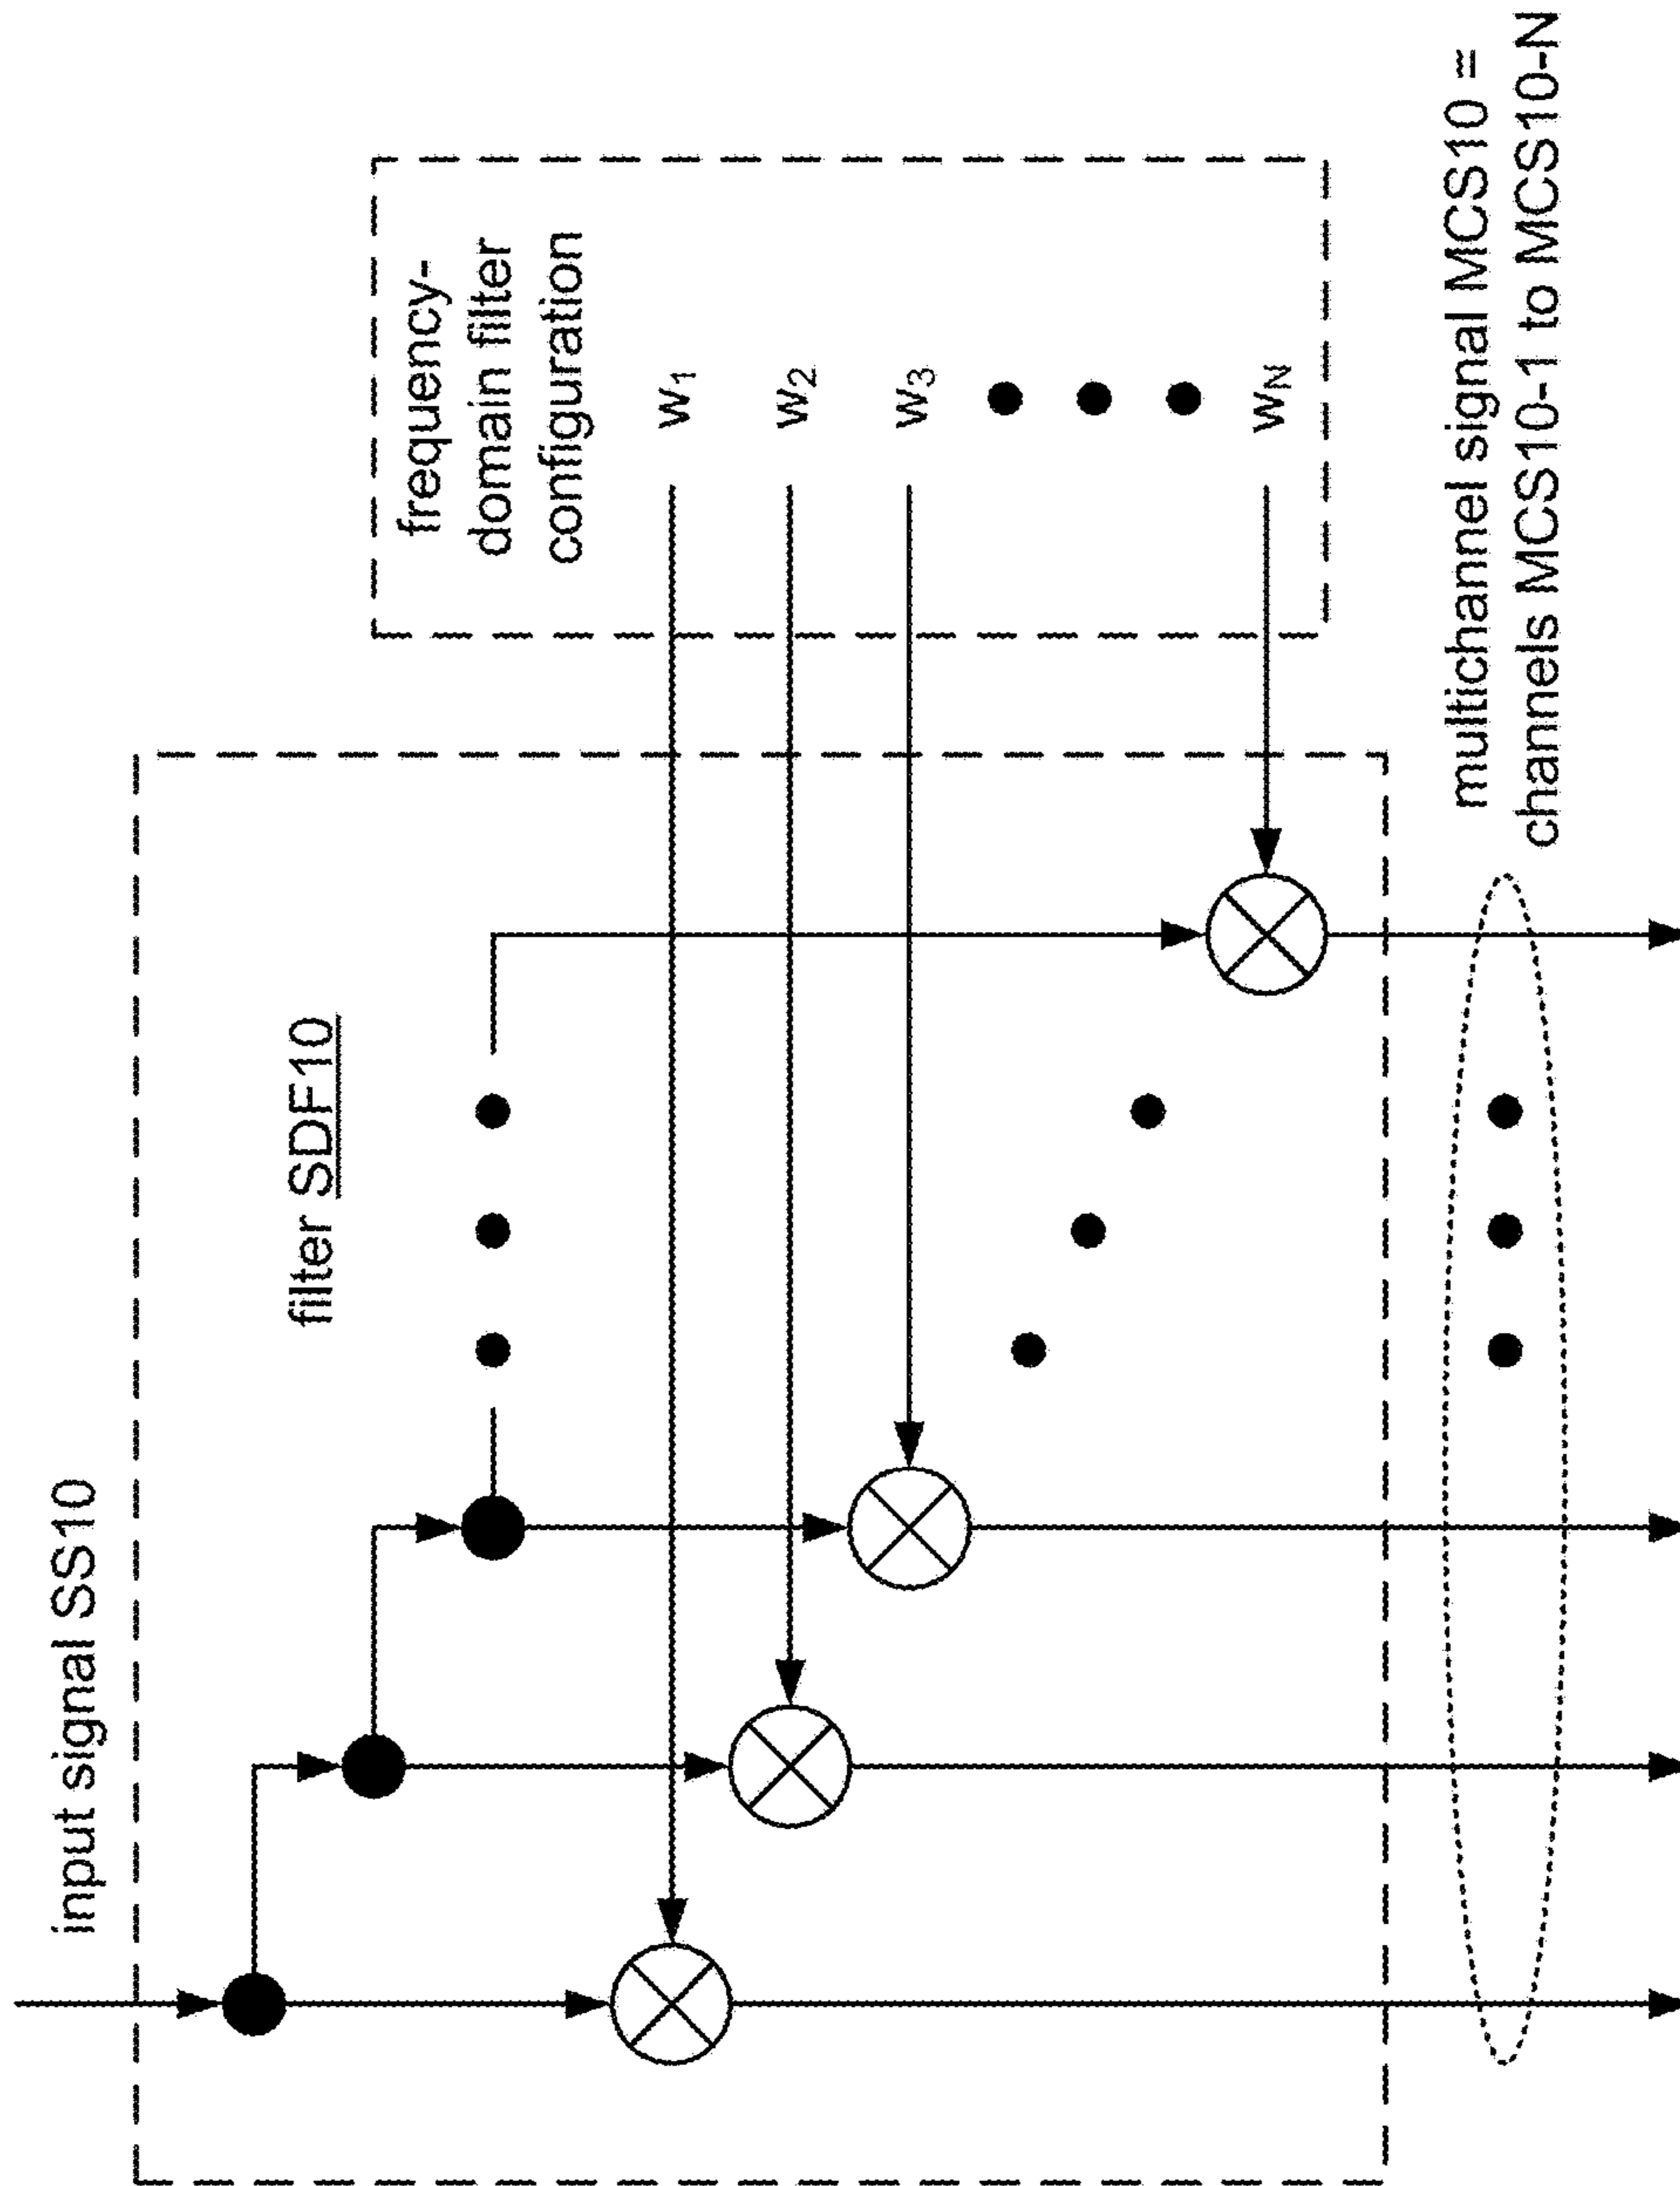 input signal SS10
filter SDF10
frequency-
domain filter
configuration
w1
w2
w3
wN
multichannel signal MCS10 =
channels MCS10-1 to MCS10-N